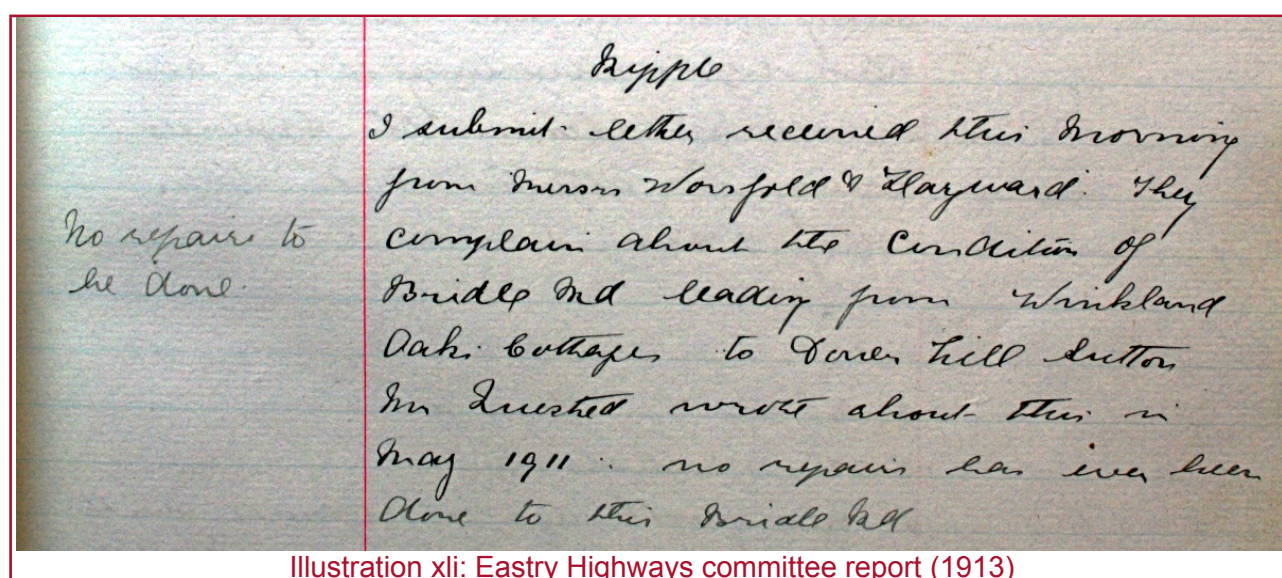 Ripple
I submit letter received this morning
from Messrs Worsfold & Hayward. They
complain about the Condition of
Bridle Rd leading from Winkland
Oaks Cottages to Dover Hill Sutton
Mr Quested wrote about this in
May 1911. no repairs has ever been
done to this Bridle Rd
No repairs to
be done.
Illustration xli: Eastry Highways committee report (1913)